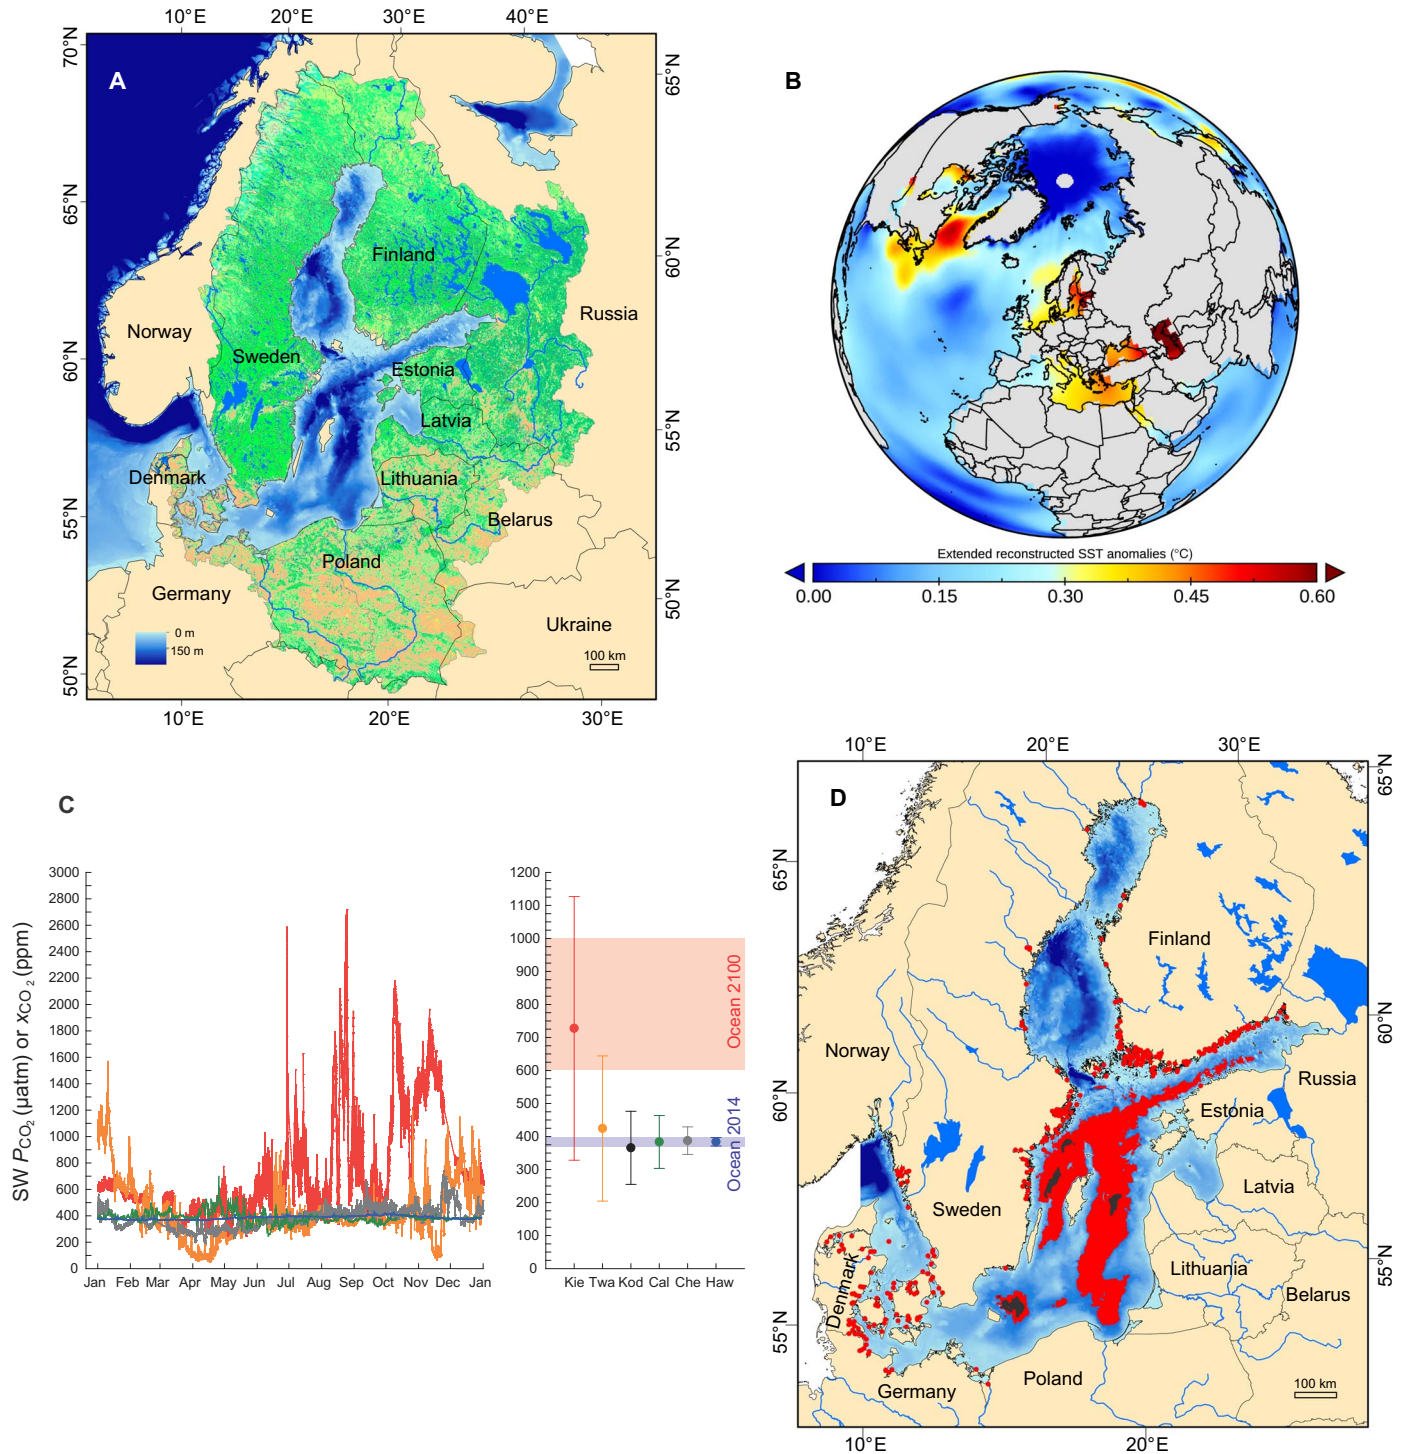 10°E 20°E 30°E 40°E
70°N
65°N
60°N
55°N
50°N
65°N
60°N
55°N
50°N
A
Finland
Norway
Sweden
Russia
Estonia
Latvia
Denmark
Lithuania
Belarus
Poland
Germany
Ukraine
0 m
150 m
100 km
10°E 20°E 30°E
B
Extended reconstructed SST anomalies (°C)
0.00 0.15 0.30 0.45 0.60
C
SW PCO2 (µatm) or xCO2 (ppm)
3000
2800
2600
2400
2200
2000
1800
1600
1400
1200
1000
800
600
400
200
0
Jan Feb Mar Apr May Jun Jul Aug Sep Oct Nov Dec Jan
1200
1100
1000
900
800
700
600
500
400
300
200
100
0
Ocean 2100
Ocean 2014
Kie Twa Kod Cal Che Haw
10°E 20°E 30°E
65°N
60°N
55°N
65°N
60°N
55°N
D
Finland
Norway
Russia
Estonia
Sweden
Latvia
Denmark
Lithuania
Belarus
Poland
Germany
100 km
10°E 20°E